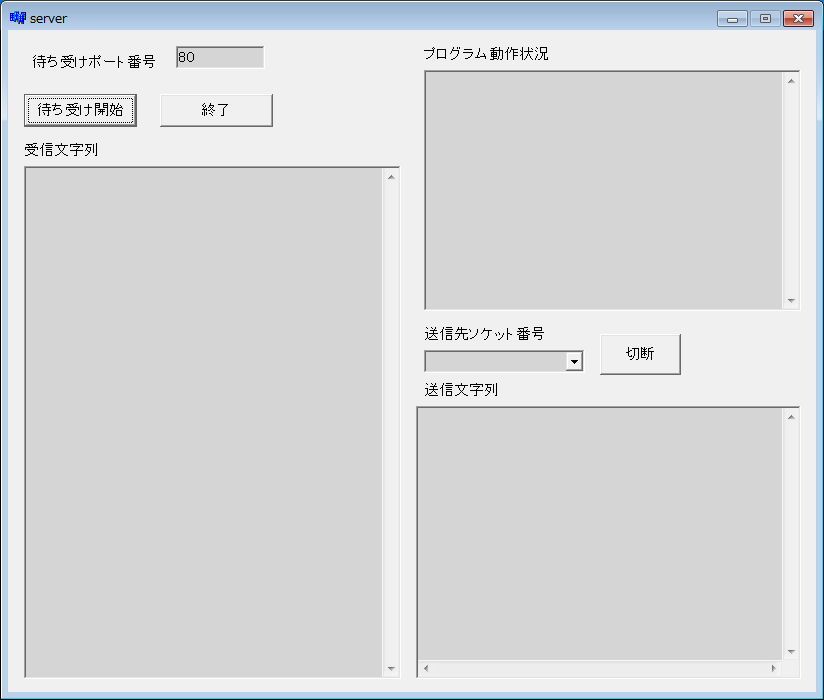 server
待ち受けポート番号
80
待ち受け開始
終了
受信文字列
プログラム動作状況
送信先ソケット番号
切断
送信文字列